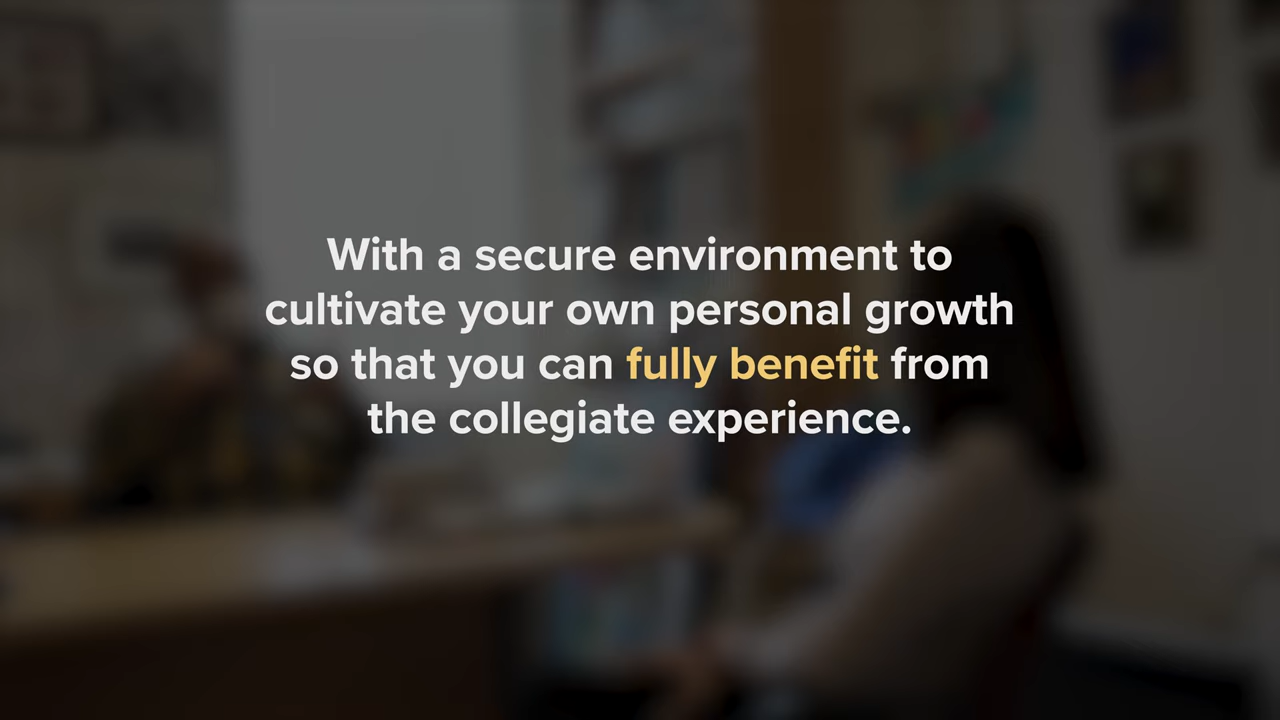 With a secure environment to
cultivate your own personal growth
so that you can fully benefit from
the collegiate experience.